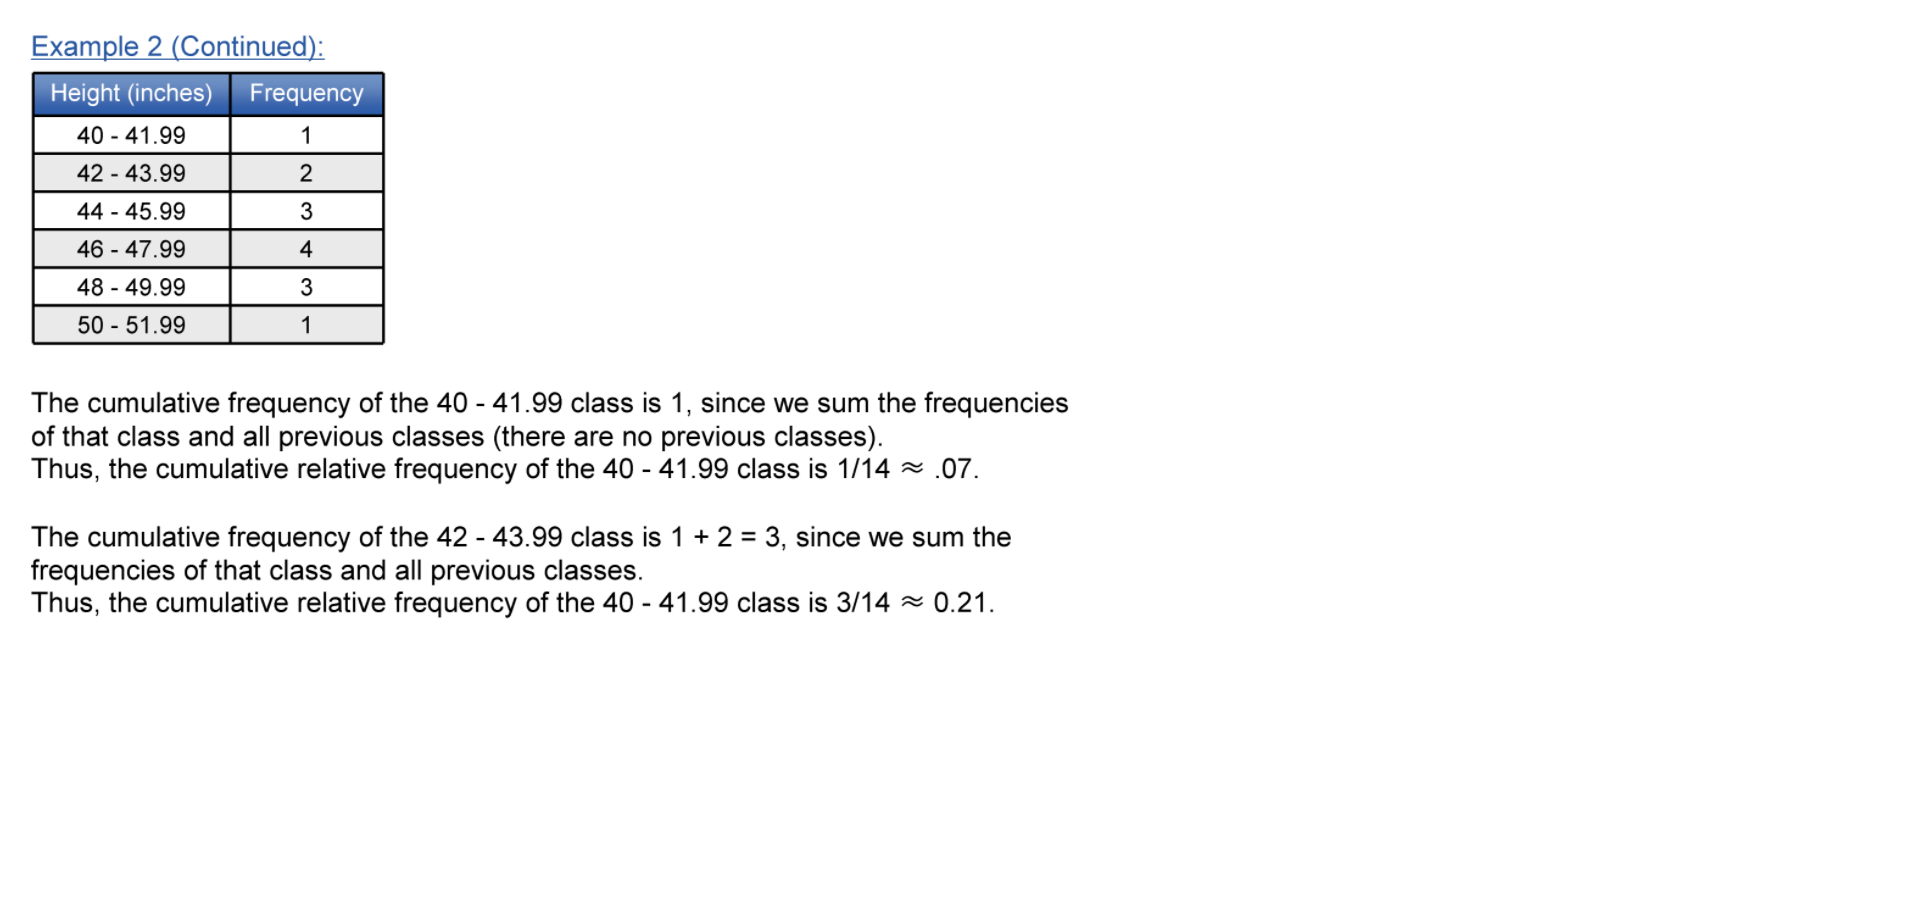 Example 2 (Continued):
Height (inches) Frequency
40 - 41.99 1
42 - 43.99 2
44 - 45.99 3
46 - 47.99 4
48 - 49.99 3
50 - 51.99 1
The cumulative frequency of the 40 - 41.99 class is 1, since we sum the frequencies
of that class and all previous classes (there are no previous classes).
Thus, the cumulative relative frequency of the 40 - 41.99 class is 1/14 ≈ .07.
The cumulative frequency of the 42 - 43.99 class is 1 + 2 = 3, since we sum the
frequencies of that class and all previous classes.
Thus, the cumulative relative frequency of the 40 - 41.99 class is 3/14 ≈ 0.21.